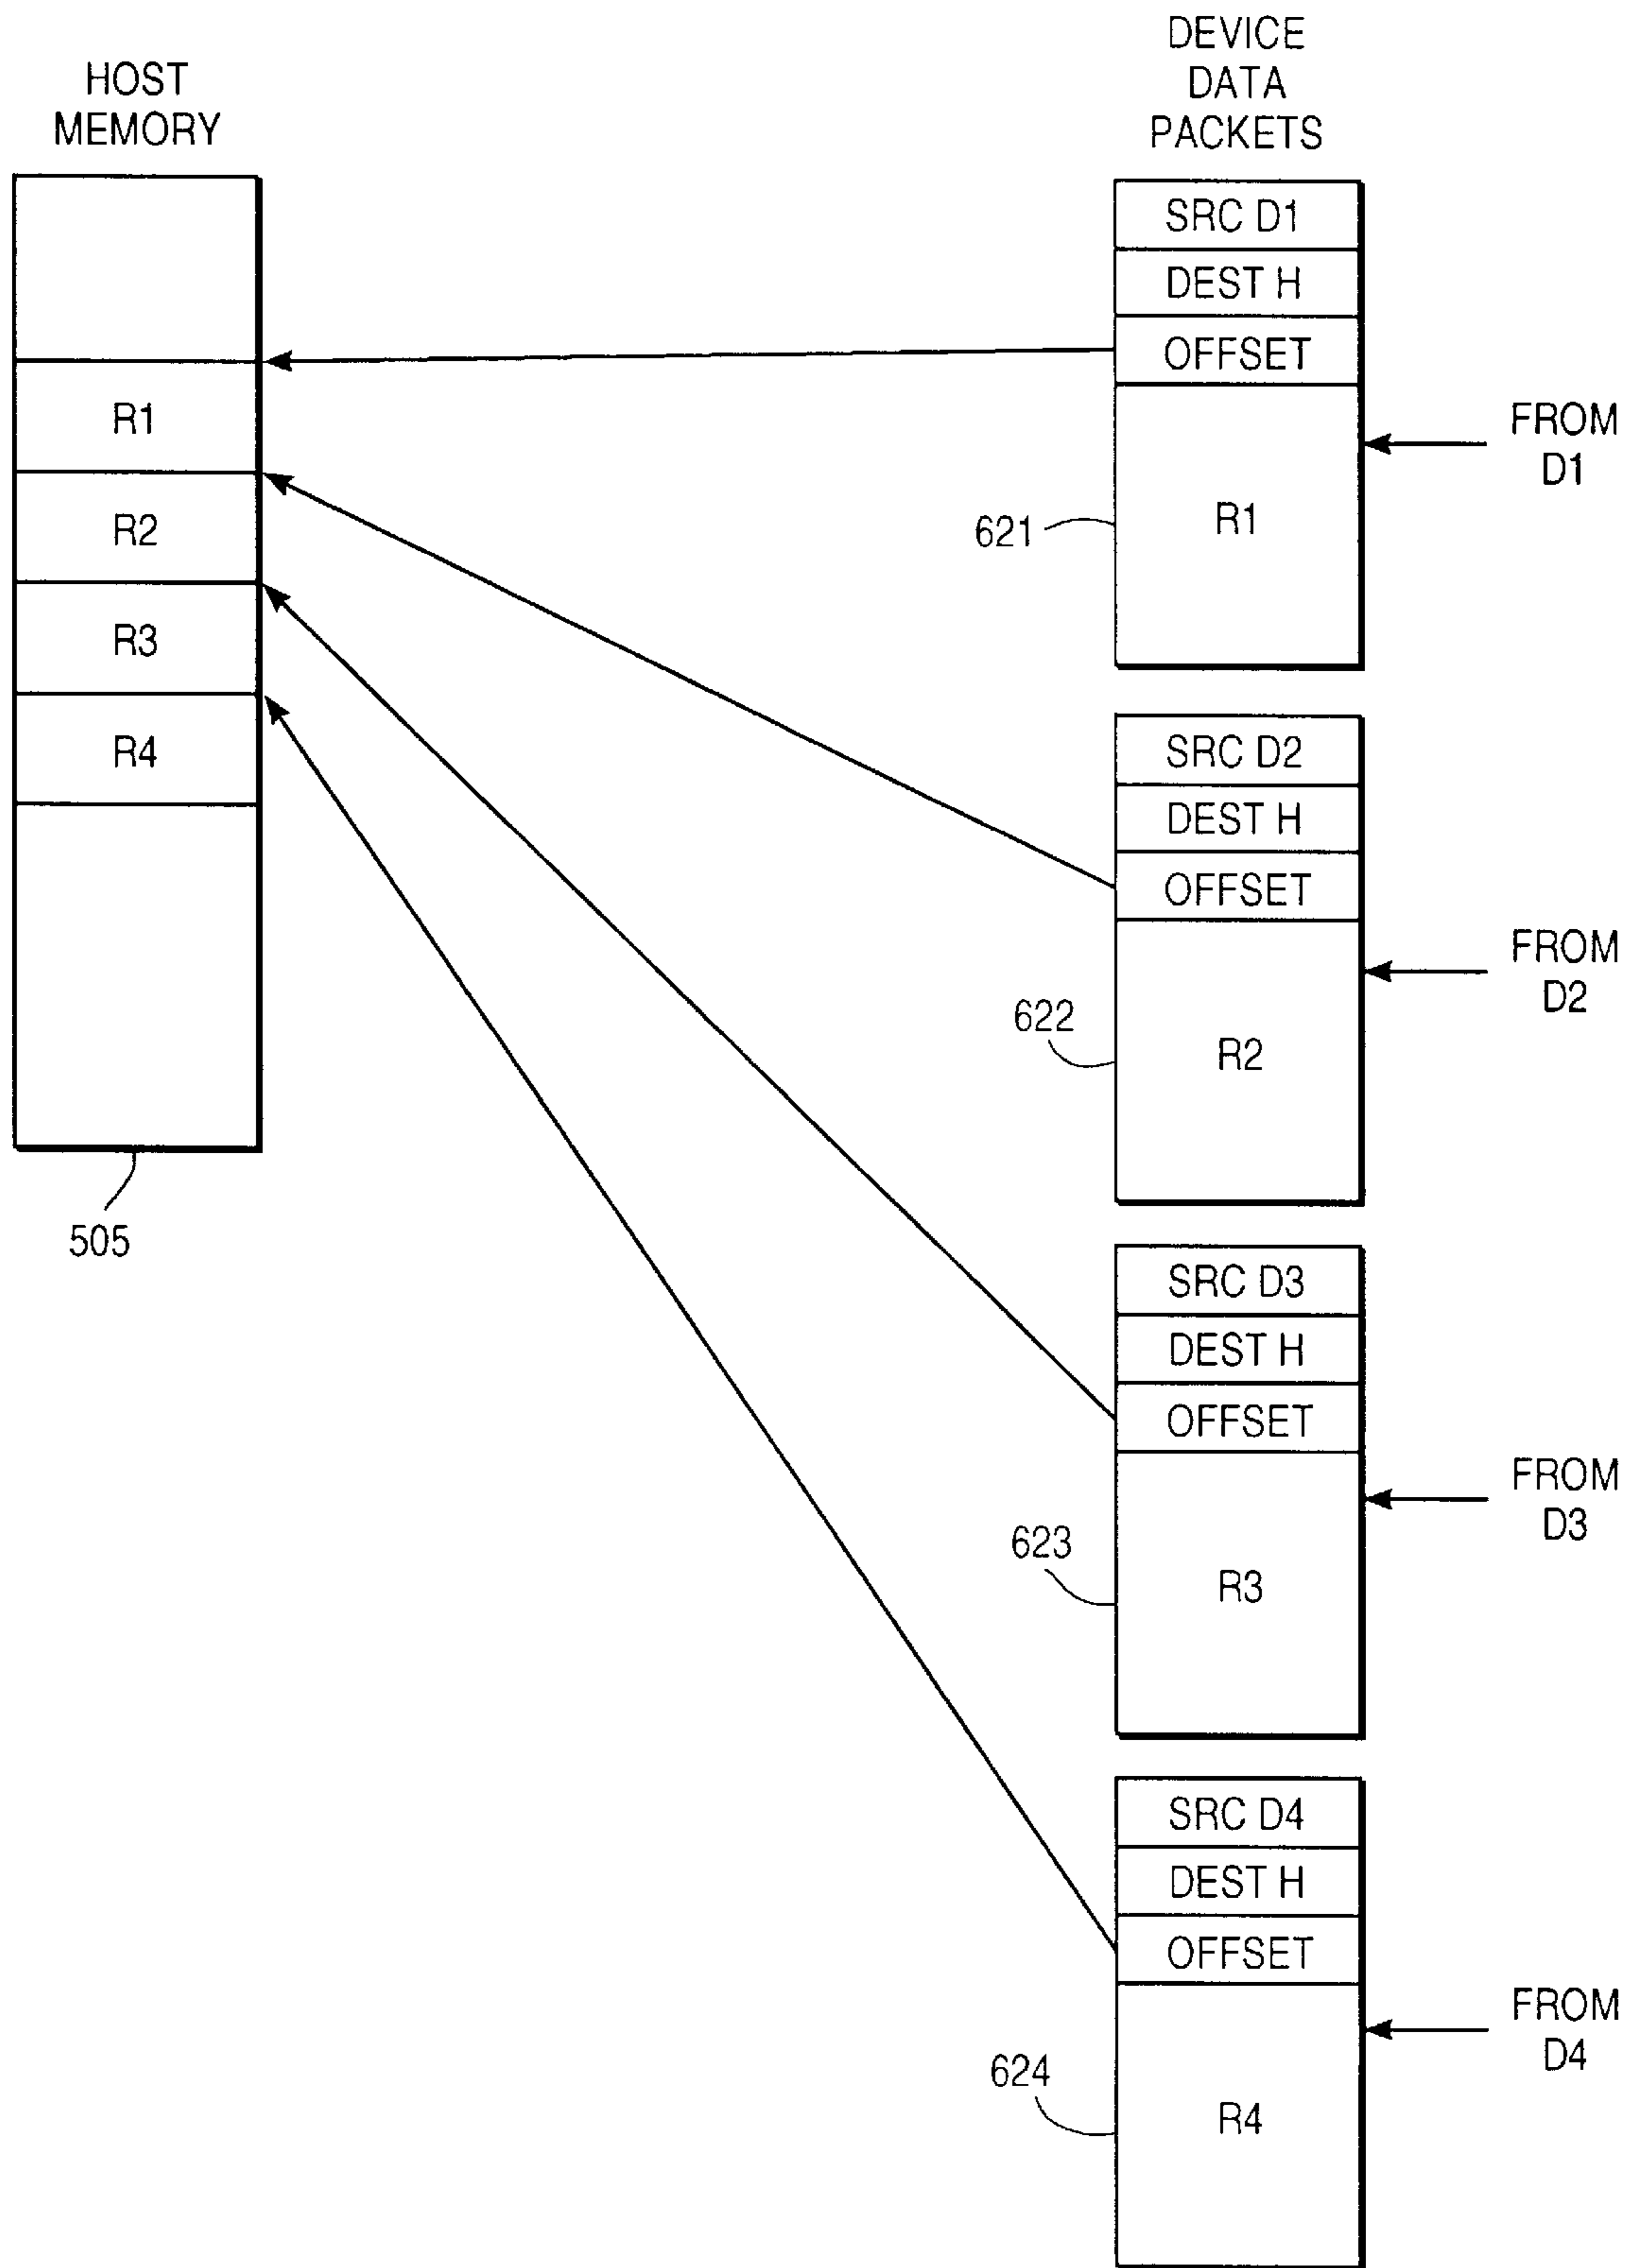 HOST
MEMORY
R1
R2
R3
R4
505
DEVICE
DATA
PACKETS
SRC D1
DEST H
OFFSET
R1
621
FROM
D1
SRC D2
DEST H
OFFSET
R2
622
FROM
D2
SRC D3
DEST H
OFFSET
R3
623
FROM
D3
SRC D4
DEST H
OFFSET
R4
624
FROM
D4